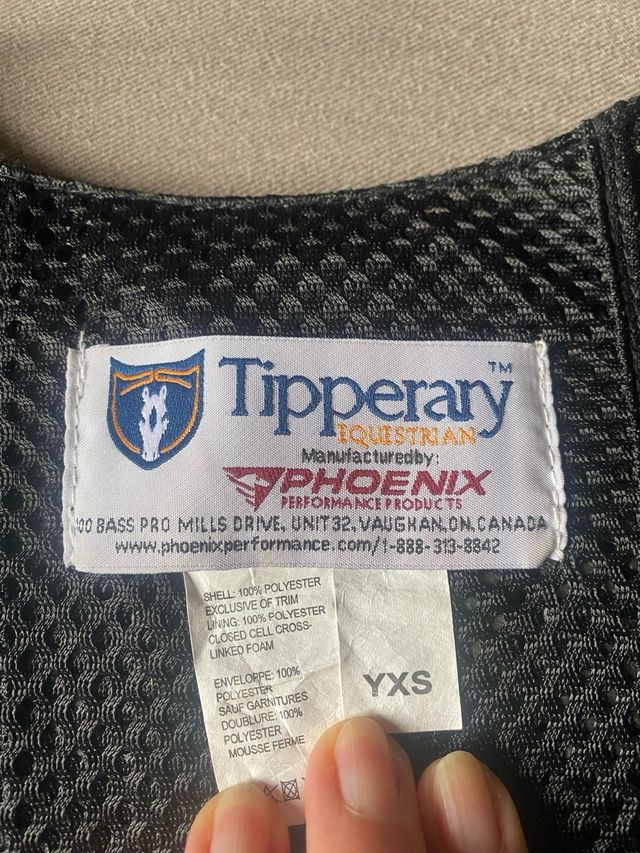 Tipperary™
EQUESTRIAN
Manufactured by:
PHOENIX
PERFORMANCE PRODUCTS
00 BASS PRO MILLS DRIVE, UNIT 32, VAUGHAN, ON, CANADA
www.phoenixperformance.com/1-888-313-8842
SHELL: 100% POLYESTER
EXCLUSIVE OF TRIM
LINING: 100% POLYESTER
CLOSED CELL CROSS-
LINKED FOAM
ENVELOPPE: 100%
POLYESTER
SAUF GARNITURES
DOUBLURE: 100%
POLYESTER
MOUSSE FERME
YXS